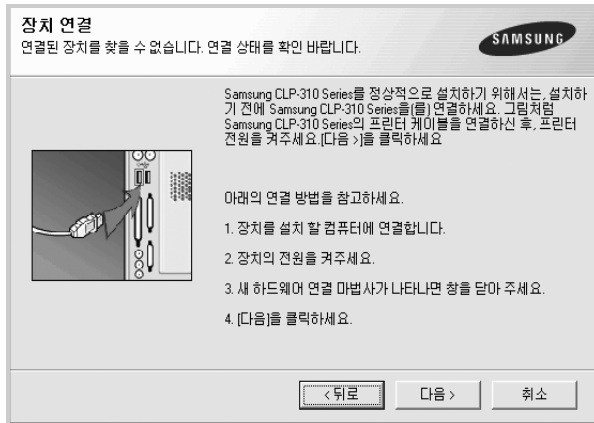 장치 연결
연결된 장치를 찾을 수 없습니다. 연결 상태를 확인 바랍니다.
SAMSUNG
Samsung CLP-310 Series를 정상적으로 설치하기 위해서는, 설치하
기 전에 Samsung CLP-310 Series을(를) 연결하세요. 그림처럼
Samsung CLP-310 Series의 프린터 케이블을 연결하신 후, 프린터
전원을 켜주세요.[다음 >]을 클릭하세요
아래의 연결 방법을 참고하세요.
1. 장치를 설치 할 컴퓨터에 연결합니다.
2. 장치의 전원을 켜주세요.
3. 새 하드웨어 연결 마법사가 나타나면 창을 닫아 주세요.
4. [다음]을 클릭하세요.
< 뒤로
다음 >
취소